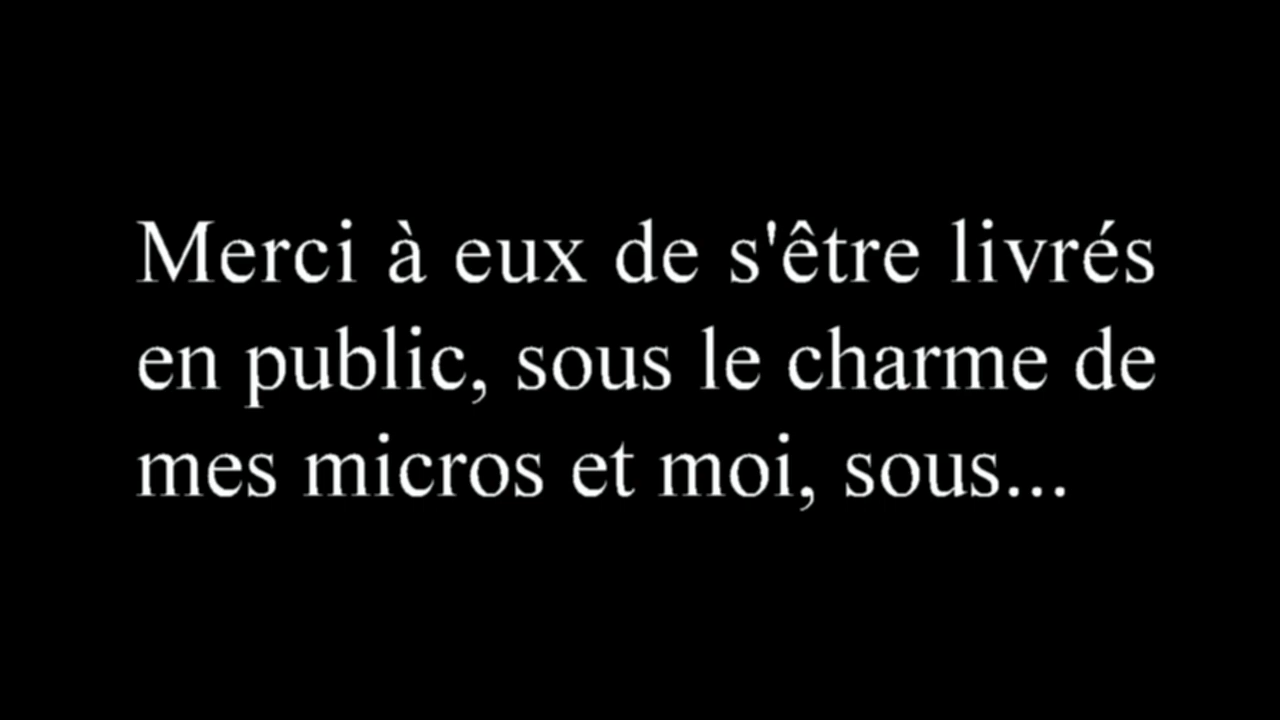 Merci à eux de s'être livrés
en public, sous le charme de
mes micros et moi, sous...